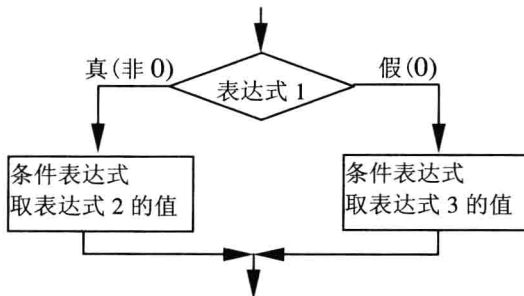 真(非 0)
假(0)
表达式 1
条件表达式
取表达式 2 的值
条件表达式
取表达式 3 的值